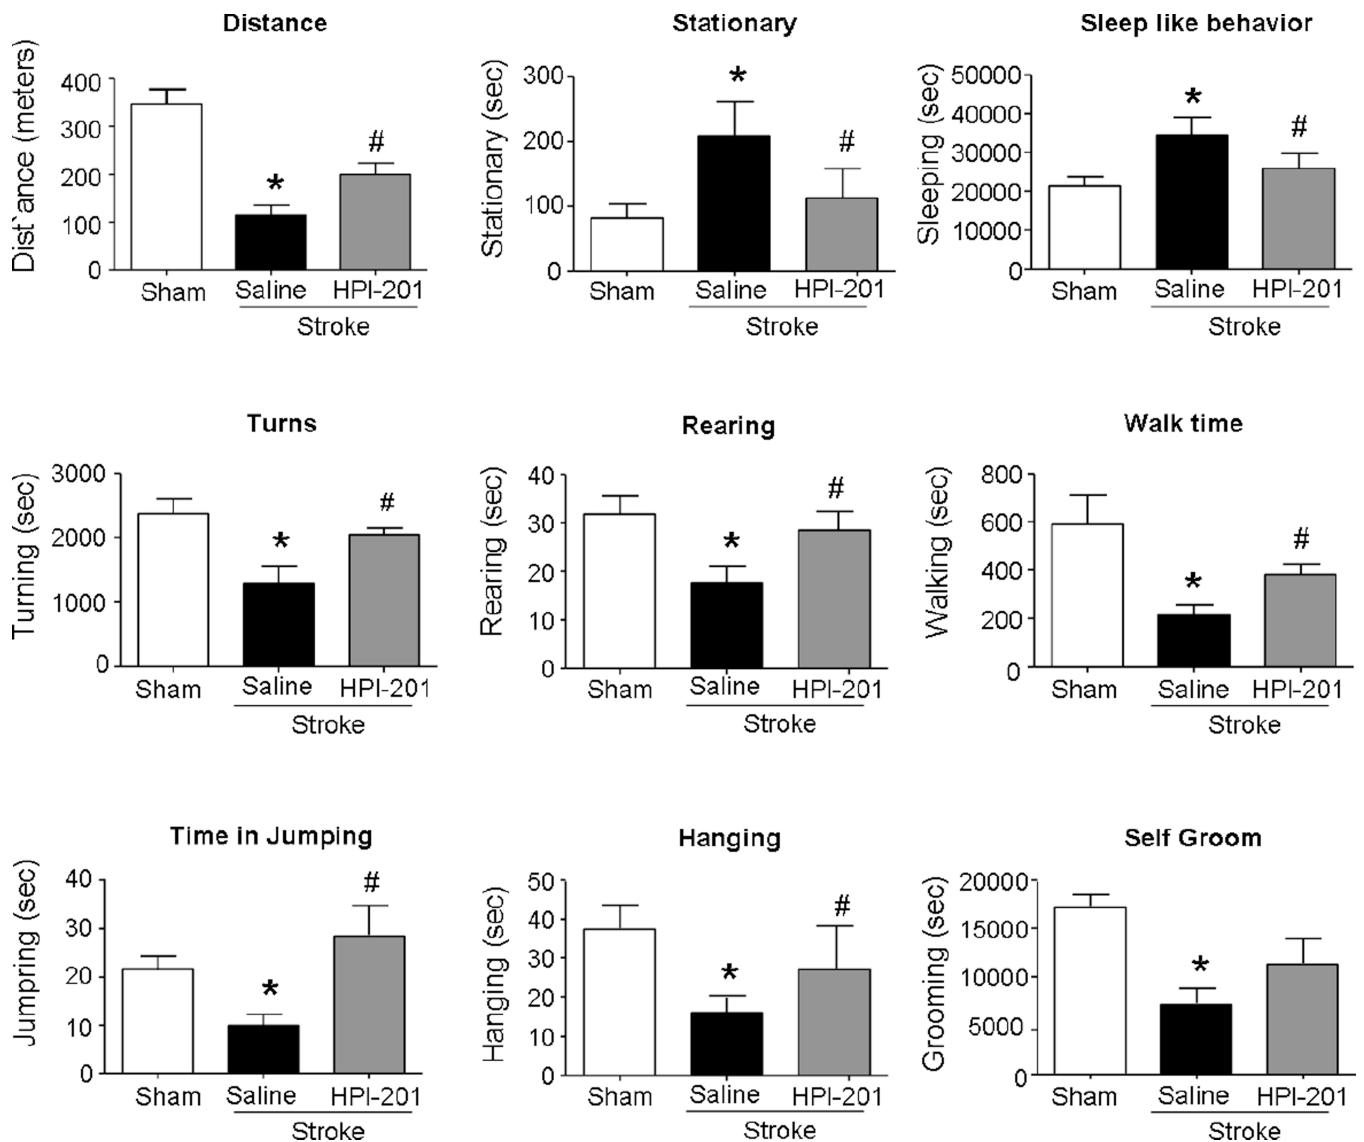 Distance
Stationary
Sleep like behavior
Dist`ance (meters)
400
300
200
100
0
*
#
Sham
Saline
HPI-201
Stroke
Stationary (sec)
300
200
100
0
*
#
Sham
Saline
HPI-201
Stroke
Sleeping (sec)
50000
40000
30000
20000
10000
0
*
#
Sham
Saline
HPI-201
Stroke
Turns
Rearing
Walk time
Turning (sec)
3000
2000
1000
0
*
#
Sham
Saline
HPI-201
Stroke
Rearing (sec)
40
30
20
10
0
*
#
Sham
Saline
HPI-201
Stroke
Walking (sec)
800
600
400
200
0
*
#
Sham
Saline
HPI-201
Stroke
Time in Jumping
Hanging
Self Groom
Jumpring (sec)
40
30
20
10
0
*
#
Sham
Saline
HPI-201
Stroke
Hanging (sec)
50
40
30
20
10
0
*
#
Sham
Saline
HPI-201
Stroke
Grooming (sec)
20000
15000
10000
5000
0
*
Sham
Saline
HPI-201
Stroke